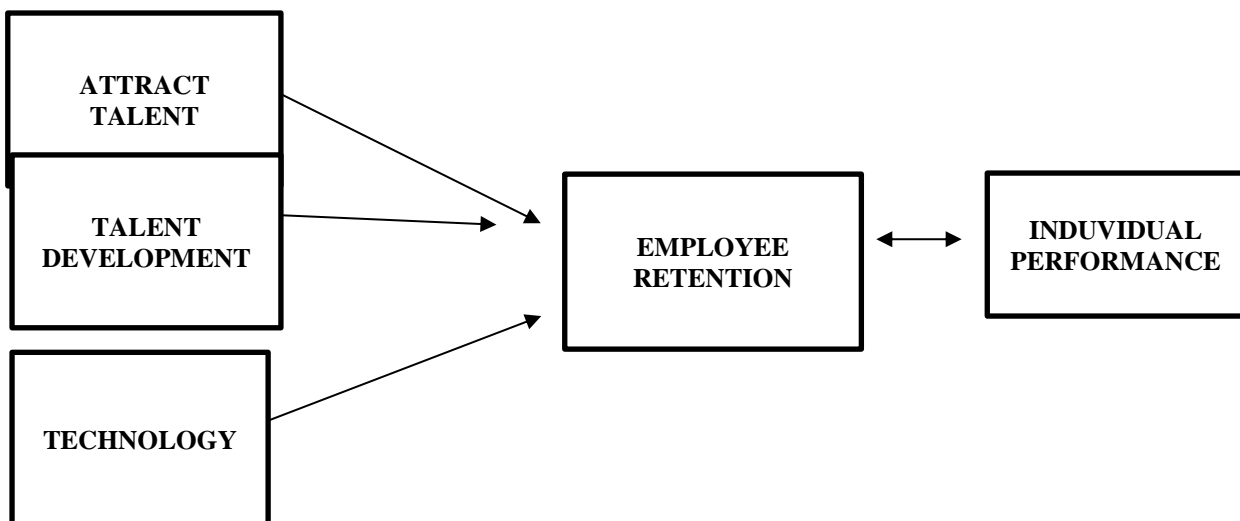 ATTRACT
TALENT
TALENT
DEVELOPMENT
TECHNOLOGY
EMPLOYEE
RETENTION
INDUVIDUAL
PERFORMANCE